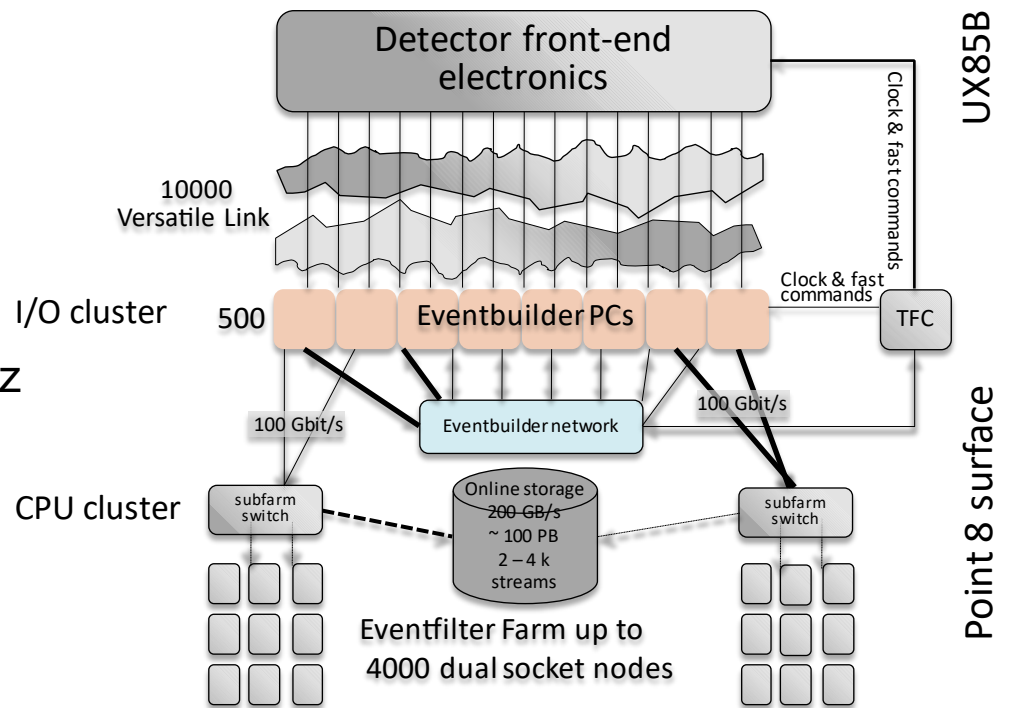 Detector front-end
electronics
UX85B
Clock & fast commands
10000
Versatile Link
Clock & fast
commands
I/O cluster
500
Eventbuilder PCs
TFC
z
100 Gbit/s
100 Gbit/s
Eventbuilder network
Point 8 surface
CPU cluster
subfarm
switch
Online storage
200 GB/s
~ 100 PB
2 – 4 k
streams
subfarm
switch
Eventfilter Farm up to
4000 dual socket nodes